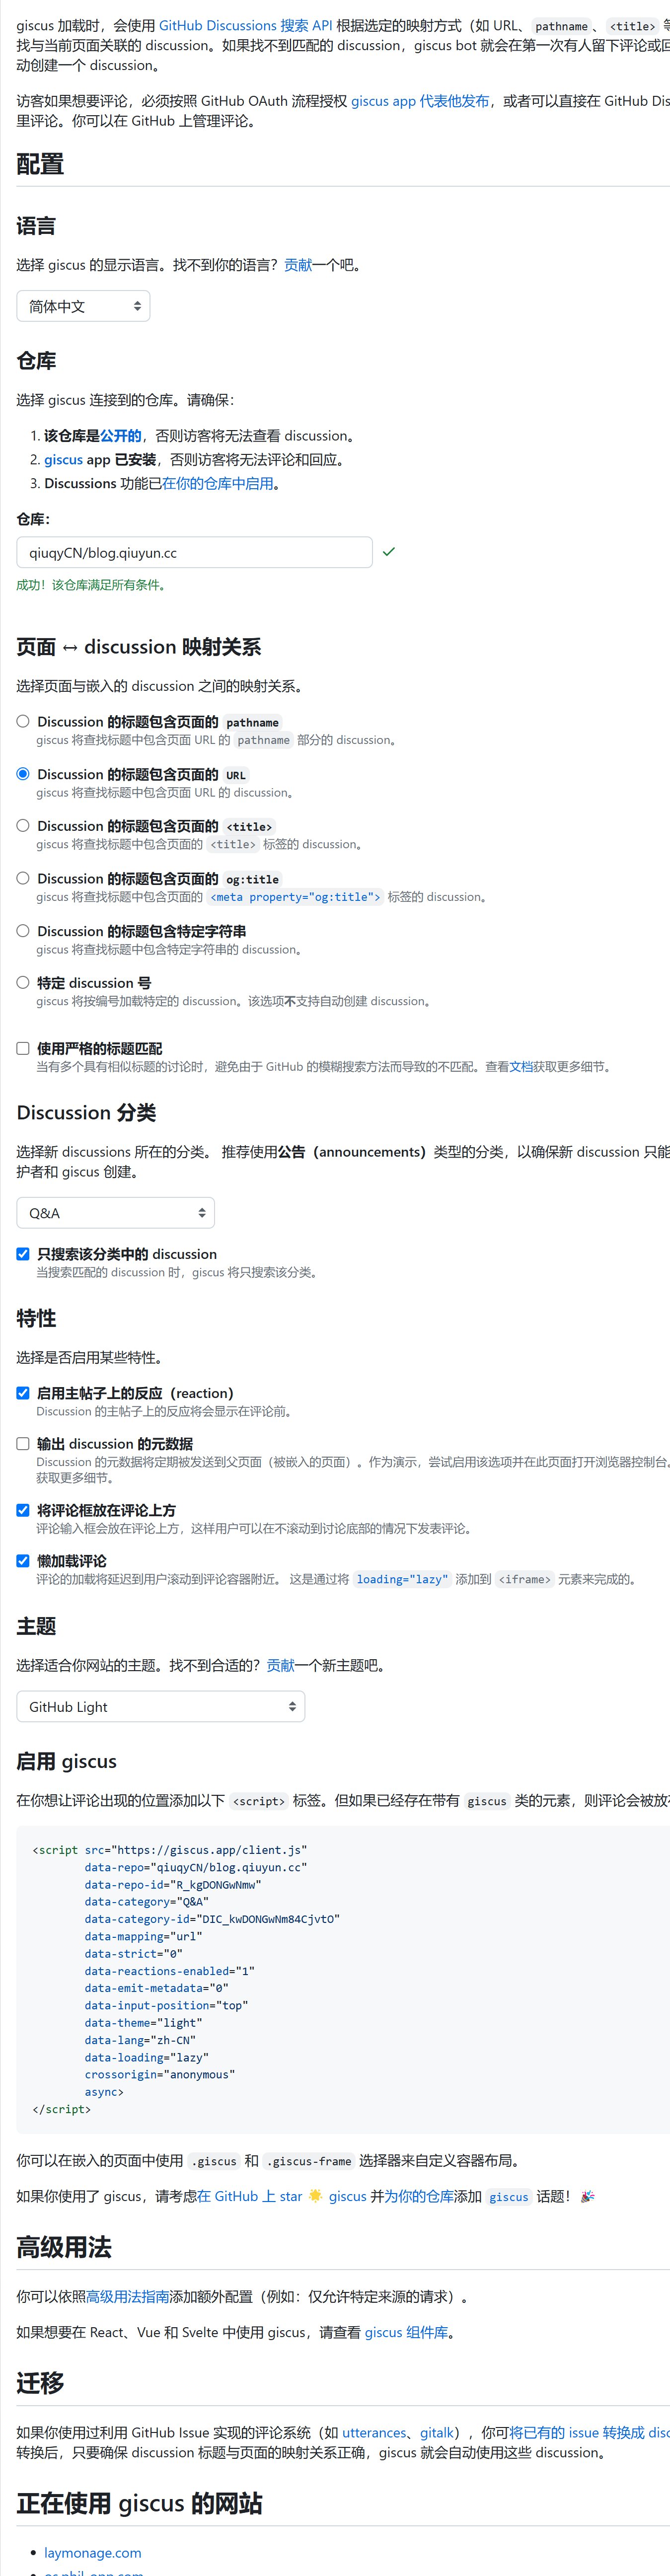 giscus 加载时，会使用 GitHub Discussions 搜索 API 根据选定的映射方式（如 URL、 pathname 、 <title> 等
找与当前页面关联的 discussion。如果找不到匹配的 discussion，giscus bot 就会在第一次有人留下评论或回
动创建一个 discussion。
访客如果想要评论，必须按照 GitHub OAuth 流程授权 giscus app 代表他发布，或者可以直接在 GitHub Dis
里评论。你可以在 GitHub 上管理评论。
配置
语言
选择 giscus 的显示语言。找不到你的语言？贡献一个吧。
简体中文
仓库
选择 giscus 连接到的仓库。请确保：
1. 该仓库是公开的，否则访客将无法查看 discussion。
2. giscus app 已安装，否则访客将无法评论和回应。
3. Discussions 功能已在你的仓库中启用。
仓库：
qiuqyCN/blog.qiuyun.cc
成功！该仓库满足所有条件。
页面 ↔ discussion 映射关系
选择页面与嵌入的 discussion 之间的映射关系。
Discussion 的标题包含页面的 pathname
giscus 将查找标题中包含页面 URL 的 pathname 部分的 discussion。
Discussion 的标题包含页面的 URL
giscus 将查找标题中包含页面 URL 的 discussion。
Discussion 的标题包含页面的 <title>
giscus 将查找标题中包含页面的 <title> 标签的 discussion。
Discussion 的标题包含页面的 og:title
giscus 将查找标题中包含页面的 <meta property="og:title"> 标签的 discussion。
Discussion 的标题包含特定字符串
giscus 将查找标题中包含特定字符串的 discussion。
特定 discussion 号
giscus 将按编号加载特定的 discussion。该选项不支持自动创建 discussion。
使用严格的标题匹配
当有多个具有相似标题的讨论时，避免由于 GitHub 的模糊搜索方法而导致的不匹配。查看文档获取更多细节。
Discussion 分类
选择新 discussions 所在的分类。 推荐使用公告（announcements）类型的分类，以确保新 discussion 只能
护者和 giscus 创建。
Q&A
只搜索该分类中的 discussion
当搜索匹配的 discussion 时，giscus 将只搜索该分类。
特性
选择是否启用某些特性。
启用主帖子上的反应（reaction）
Discussion 的主帖子上的反应将会显示在评论前。
输出 discussion 的元数据
Discussion 的元数据将定期被发送到父页面（被嵌入的页面）。作为演示，尝试启用该选项并在此页面打开浏览器控制台。
获取更多细节。
将评论框放在评论上方
评论输入框会放在评论上方，这样用户可以在不滚动到讨论底部的情况下发表评论。
懒加载评论
评论的加载将延迟到用户滚动到评论容器附近。 这是通过将 loading="lazy" 添加到 <iframe> 元素来完成的。
主题
选择适合你网站的主题。找不到合适的？贡献一个新主题吧。
GitHub Light
启用 giscus
在你想让评论出现的位置添加以下 <script> 标签。但如果已经存在带有 giscus 类的元素，则评论会被放在
<script src="https://giscus.app/client.js"
data-repo="qiuqyCN/blog.qiuyun.cc"
data-repo-id="R_kgDONGwNmw"
data-category="Q&A"
data-category-id="DIC_kwDONGwNm84CjvtO"
data-mapping="url"
data-strict="0"
data-reactions-enabled="1"
data-emit-metadata="0"
data-input-position="top"
data-theme="light"
data-lang="zh-CN"
data-loading="lazy"
crossorigin="anonymous"
async>
</script>
你可以在嵌入的页面中使用 .giscus 和 .giscus-frame 选择器来自定义容器布局。
如果你使用了 giscus，请考虑在 GitHub 上 star 🌟 giscus 并为你的仓库添加 giscus 话题！🎉
高级用法
你可以依照高级用法指南添加额外配置（例如：仅允许特定来源的请求）。
如果想要在 React、Vue 和 Svelte 中使用 giscus，请查看 giscus 组件库。
迁移
如果你使用过利用 GitHub Issue 实现的评论系统（如 utterances、gitalk），你可将已有的 issue 转换成 disc
转换后，只要确保 discussion 标题与页面的映射关系正确，giscus 就会自动使用这些 discussion。
正在使用 giscus 的网站
• laymonage.com